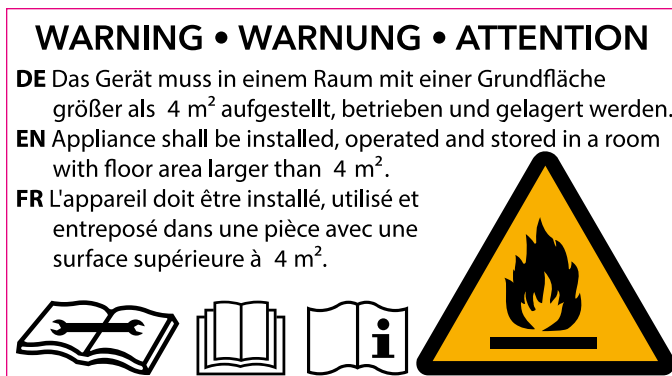 WARNING • WARNUNG • ATTENTION
DE Das Gerät muss in einem Raum mit einer Grundfläche
größer als 4 m² aufgestellt, betrieben und gelagert werden.
EN Appliance shall be installed, operated and stored in a room
with floor area larger than 4 m².
FR L'appareil doit être installé, utilisé et
entreposé dans une pièce avec une
surface supérieure à 4 m².
i